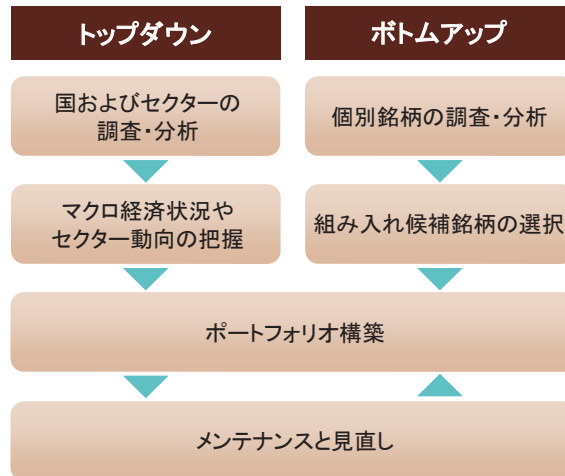 トップダウン
ボトムアップ
国およびセクターの
調査・分析
個別銘柄の調査・分析
マクロ経済状況や
セクター動向の把握
組み入れ候補銘柄の選択
ポートフォリオ構築
メンテナンスと見直し